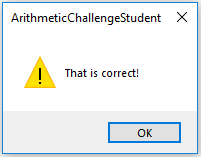 ArithmeticChallengeStudent
That is correct!
OK